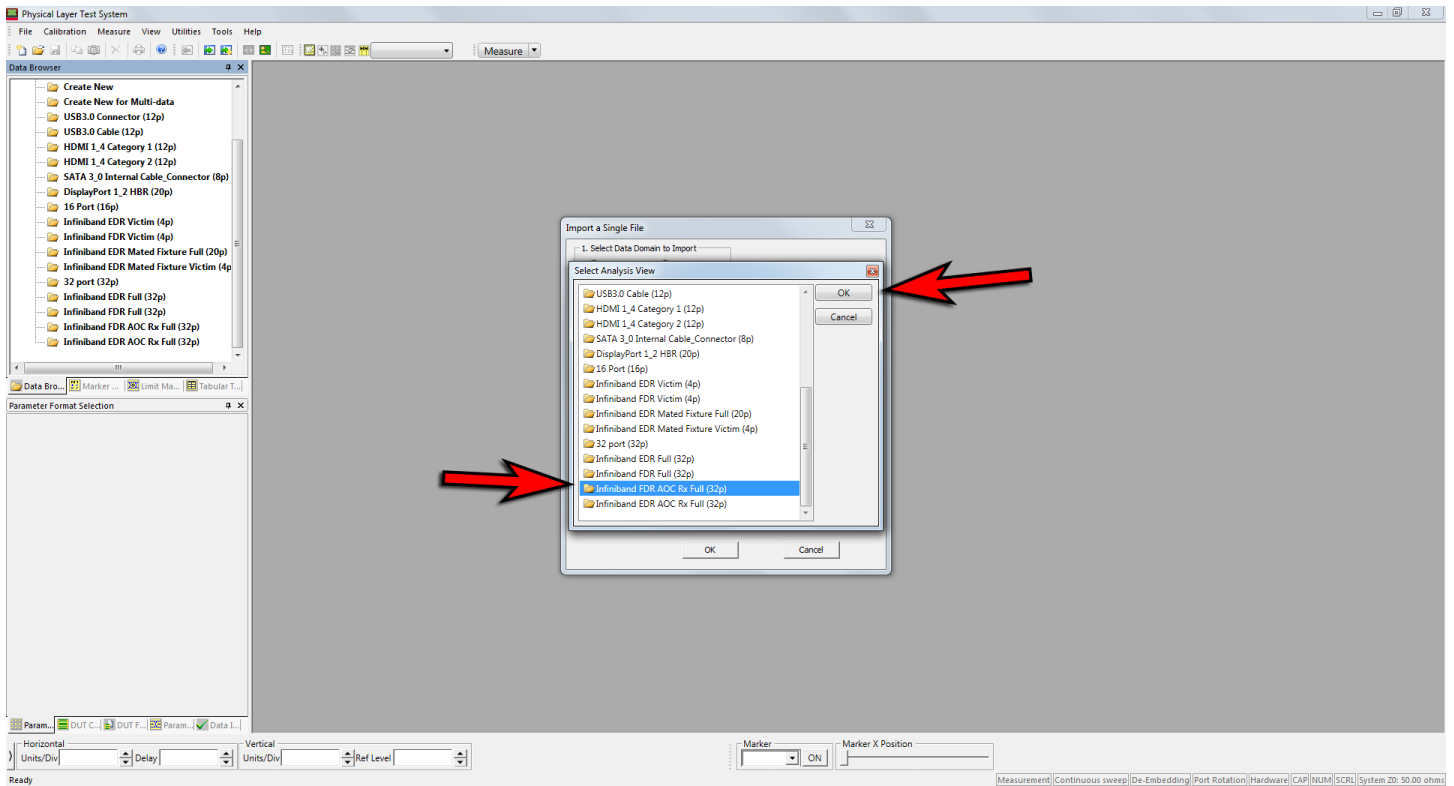 Physical Layer Test System
File Calibration Measure View Utilities Tools Help
Measure
Data Browser
Create New
Create New for Multi-data
USB3.0 Connector (12p)
USB3.0 Cable (12p)
HDMI 1_4 Category 1 (12p)
HDMI 1_4 Category 2 (12p)
SATA 3_0 Internal Cable_Connector (8p)
DisplayPort 1_2 HBR (20p)
16 Port (16p)
Infiniband EDR Victim (4p)
Infiniband FDR Victim (4p)
Infiniband EDR Mated Fixture Full (20p)
Infiniband EDR Mated Fixture Victim (4p
32 port (32p)
Infiniband EDR Full (32p)
Infiniband FDR Full (32p)
Infiniband FDR AOC Rx Full (32p)
Infiniband EDR AOC Rx Full (32p)
Data Bro... Marker ... Limit Ma... Tabular T...
Parameter Format Selection
Import a Single File
1. Select Data Domain to Import
Select Analysis View
USB3.0 Cable (12p)
HDMI 1_4 Category 1 (12p)
HDMI 1_4 Category 2 (12p)
SATA 3_0 Internal Cable_Connector (8p)
DisplayPort 1_2 HBR (20p)
16 Port (16p)
Infiniband EDR Victim (4p)
Infiniband FDR Victim (4p)
Infiniband EDR Mated Fixture Full (20p)
Infiniband EDR Mated Fixture Victim (4p)
32 port (32p)
Infiniband EDR Full (32p)
Infiniband FDR Full (32p)
Infiniband FDR AOC Rx Full (32p)
Infiniband EDR AOC Rx Full (32p)
OK
Cancel
OK Cancel
Param... DUT C... DUT F... Param... Data I...
Horizontal Vertical Marker Marker X Position
Units/Div Delay Units/Div Ref Level ON
Ready Measurement Continuous sweep De-Embedding Port Rotation Hardware CAP NUM SCRL System Z0: 50.00 ohms